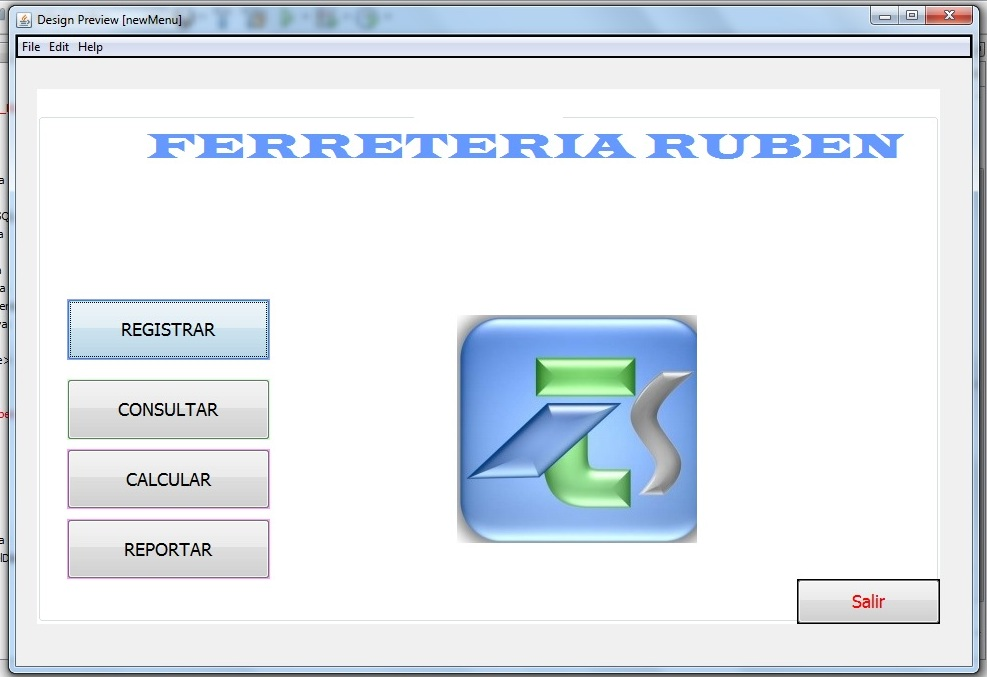 Design Preview [newMenu]
File Edit Help
FERRETERIA RUBEN
REGISTRAR
CONSULTAR
CALCULAR
REPORTAR
Salir